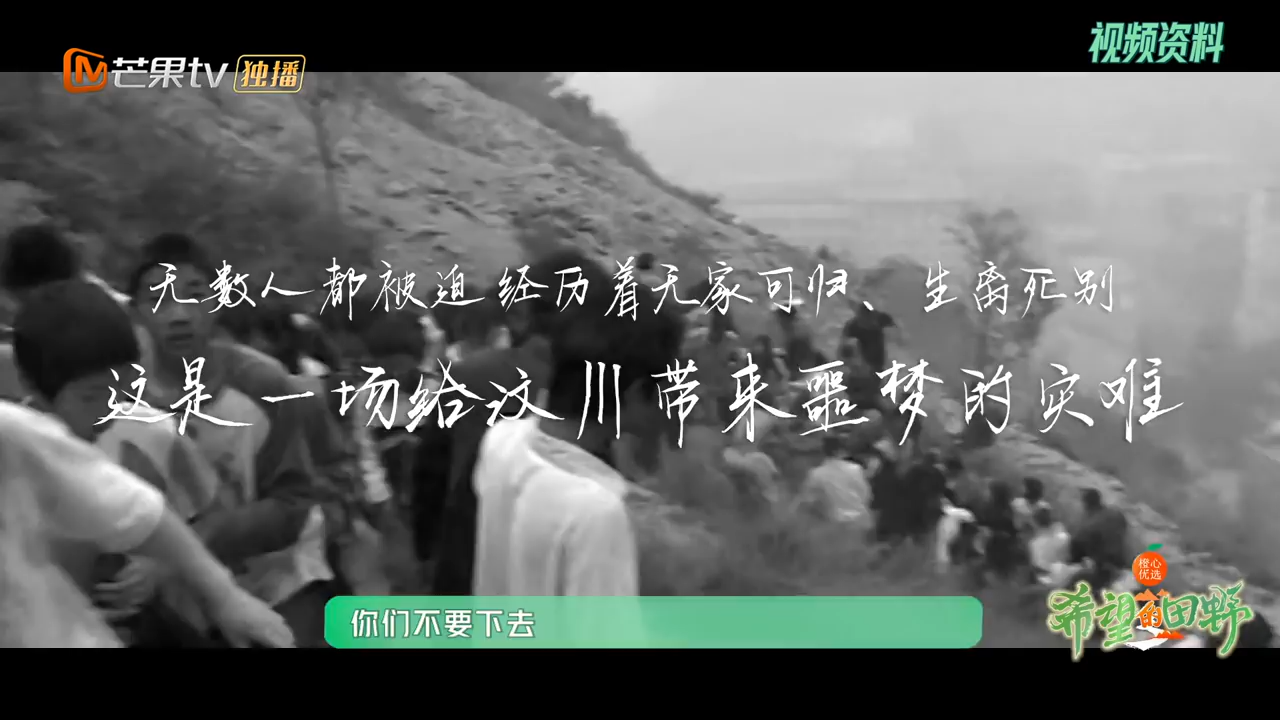 芒果tv 独播
视频资料
无数人都被迫经历着无家可归、生离死别
这是一场给汶川带来噩梦的灾难
橙心
优选
你们不要下去
希望的田野